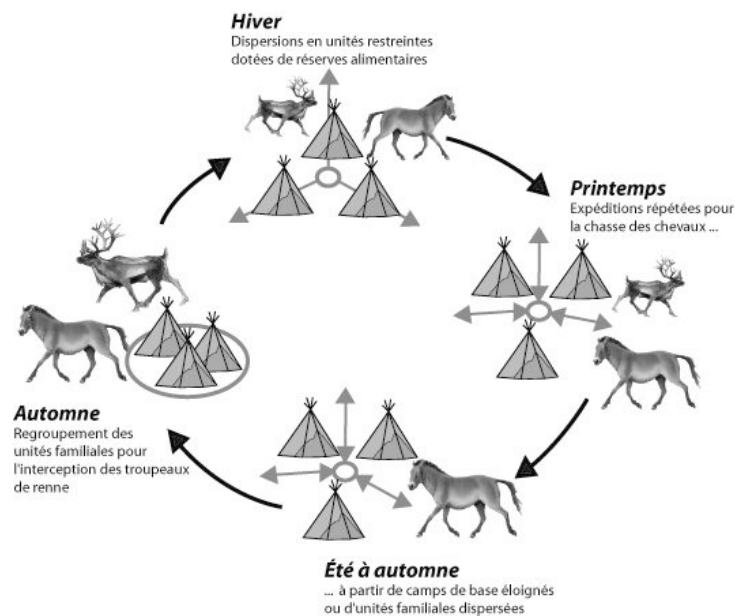 Hiver
Dispersions en unités restreintes
dotées de réserves alimentaires
Printemps
Expéditions répétées pour
la chasse des chevaux ...
Été à automne
... à partir de camps de base éloignés
ou d'unités familiales dispersées
Automne
Regroupement des
unités familiales pour
l'interception des troupeaux
de renne